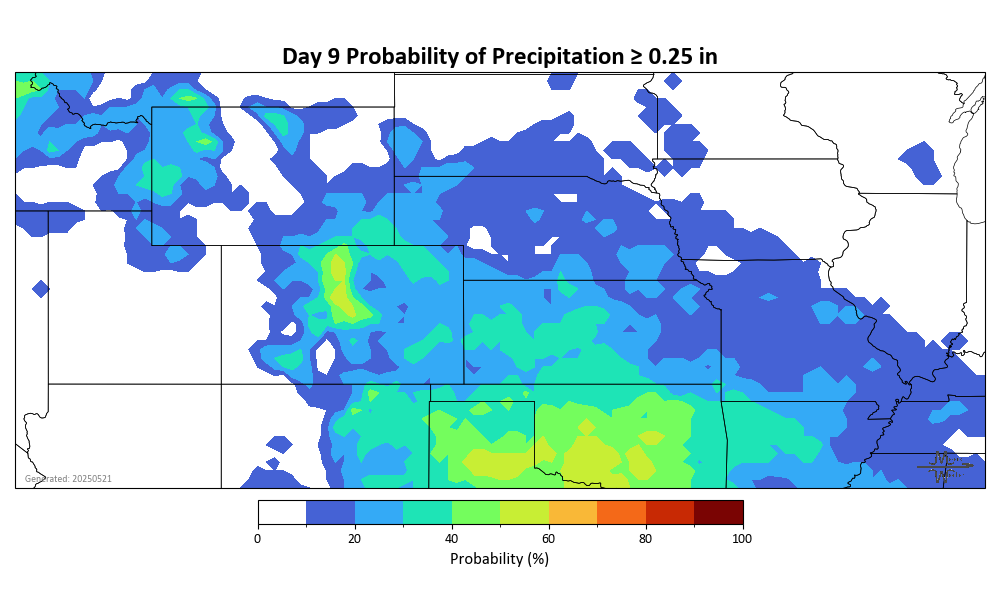 Day 9 Probability of Precipitation ≥ 0.25 in
Generated: 20250521
0 20 40 60 80 100
Probability (%)